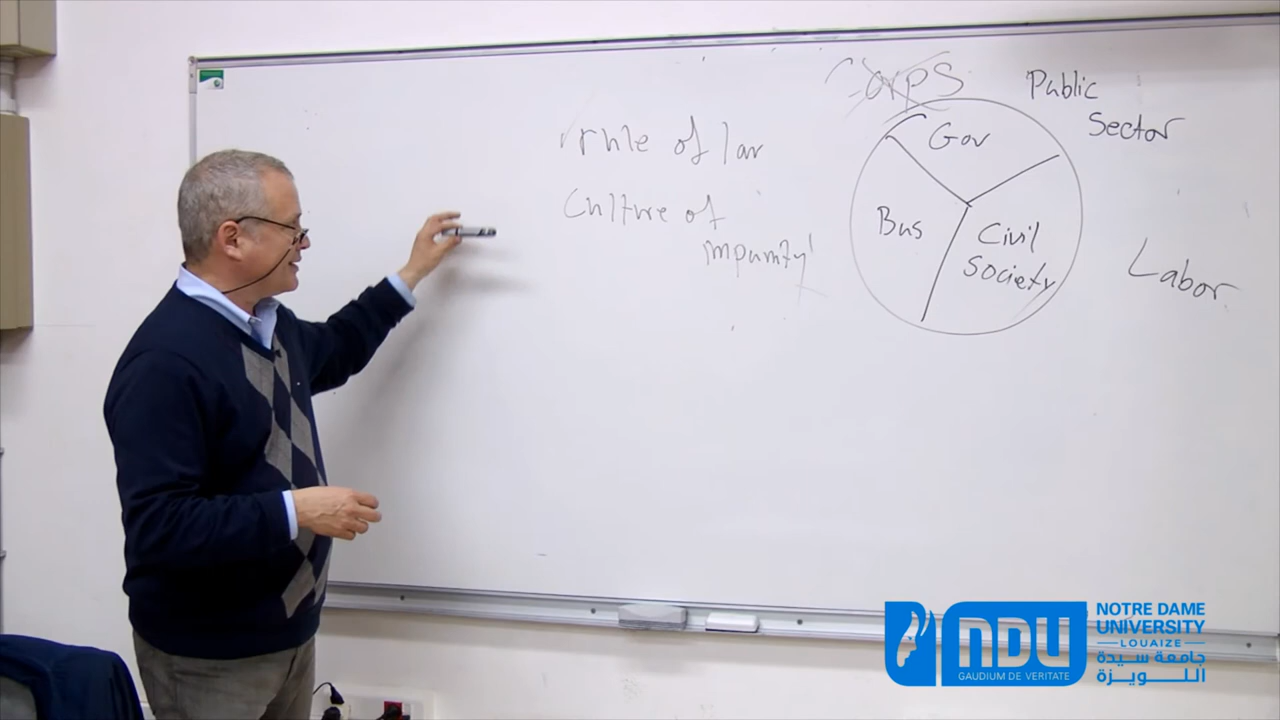 corps
Public
Sector
rule of law
Gov
Culture of
impunity
Bus
Civil
Society
Labor
NDU
GAUDIUM DE VERITATE
NOTRE DAME
UNIVERSITY
LOUAIZE
جامعة سيدة
اللويزة